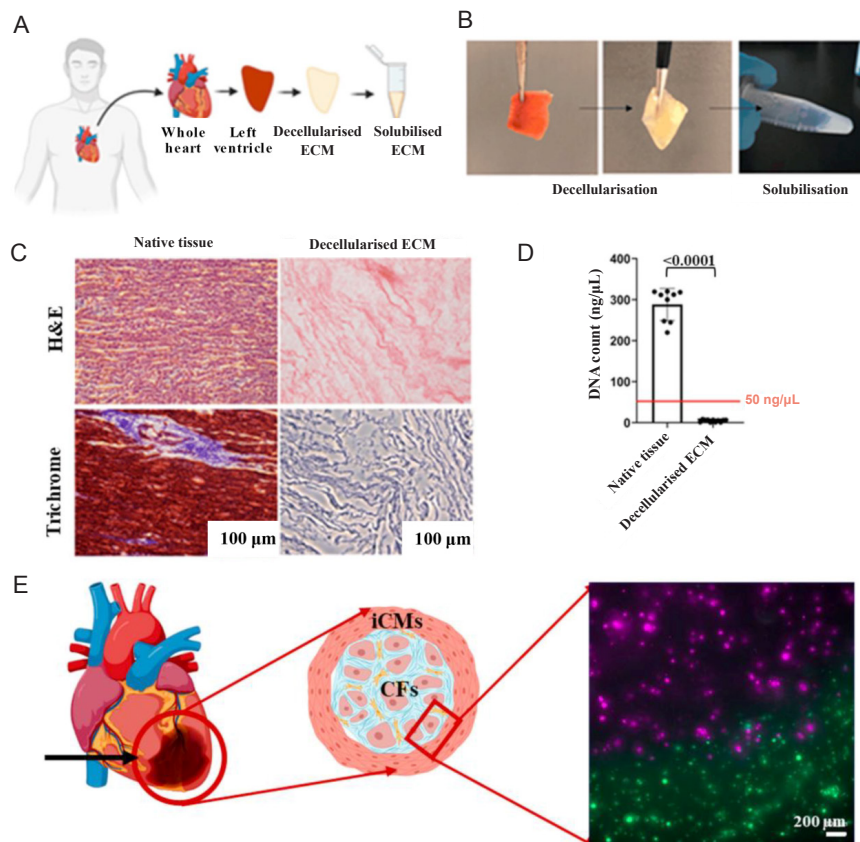 A
Whole
heart
Left
ventricle
Decellularised
ECM
Solubilised
ECM
B
Decellularisation
Solubilisation
C
Native tissue
Decellularised ECM
H&E
Trichrome
100 µm
100 µm
D
<0.0001
DNA count (ng/µL)
400
300
200
100
0
50 ng/µL
Native tissue
Decellularised ECM
E
iCMs
CFs
200 µm